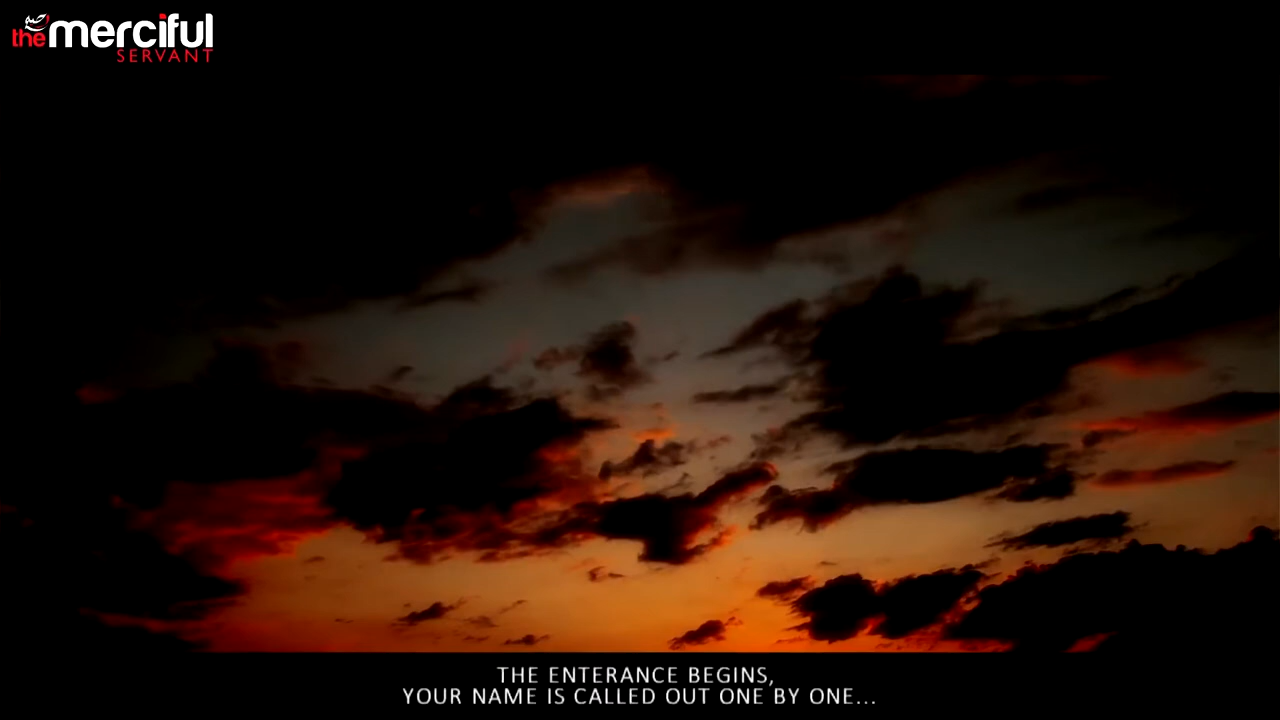 the merciful
SERVANT
THE ENTERANCE BEGINS,
YOUR NAME IS CALLED OUT ONE BY ONE...